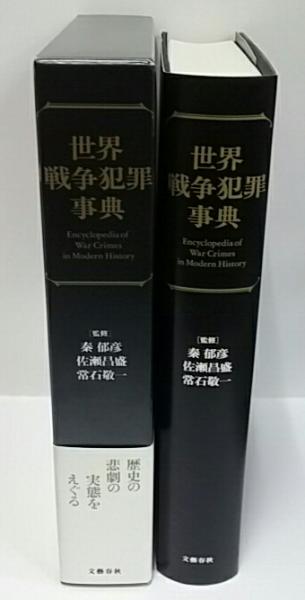 世界
戦争犯罪
事典
Encyclopedia of
War Crimes
in Modern History
［監修］
秦 郁彦
佐瀬昌盛
常石敬一
歴史の
悲劇の
実態を
えぐる
文藝春秋
世界
戦争犯罪
事典
Encyclopedia of
War Crimes
in Modern History
［監修］
秦 郁彦
佐瀬昌盛
常石敬一
文藝春秋